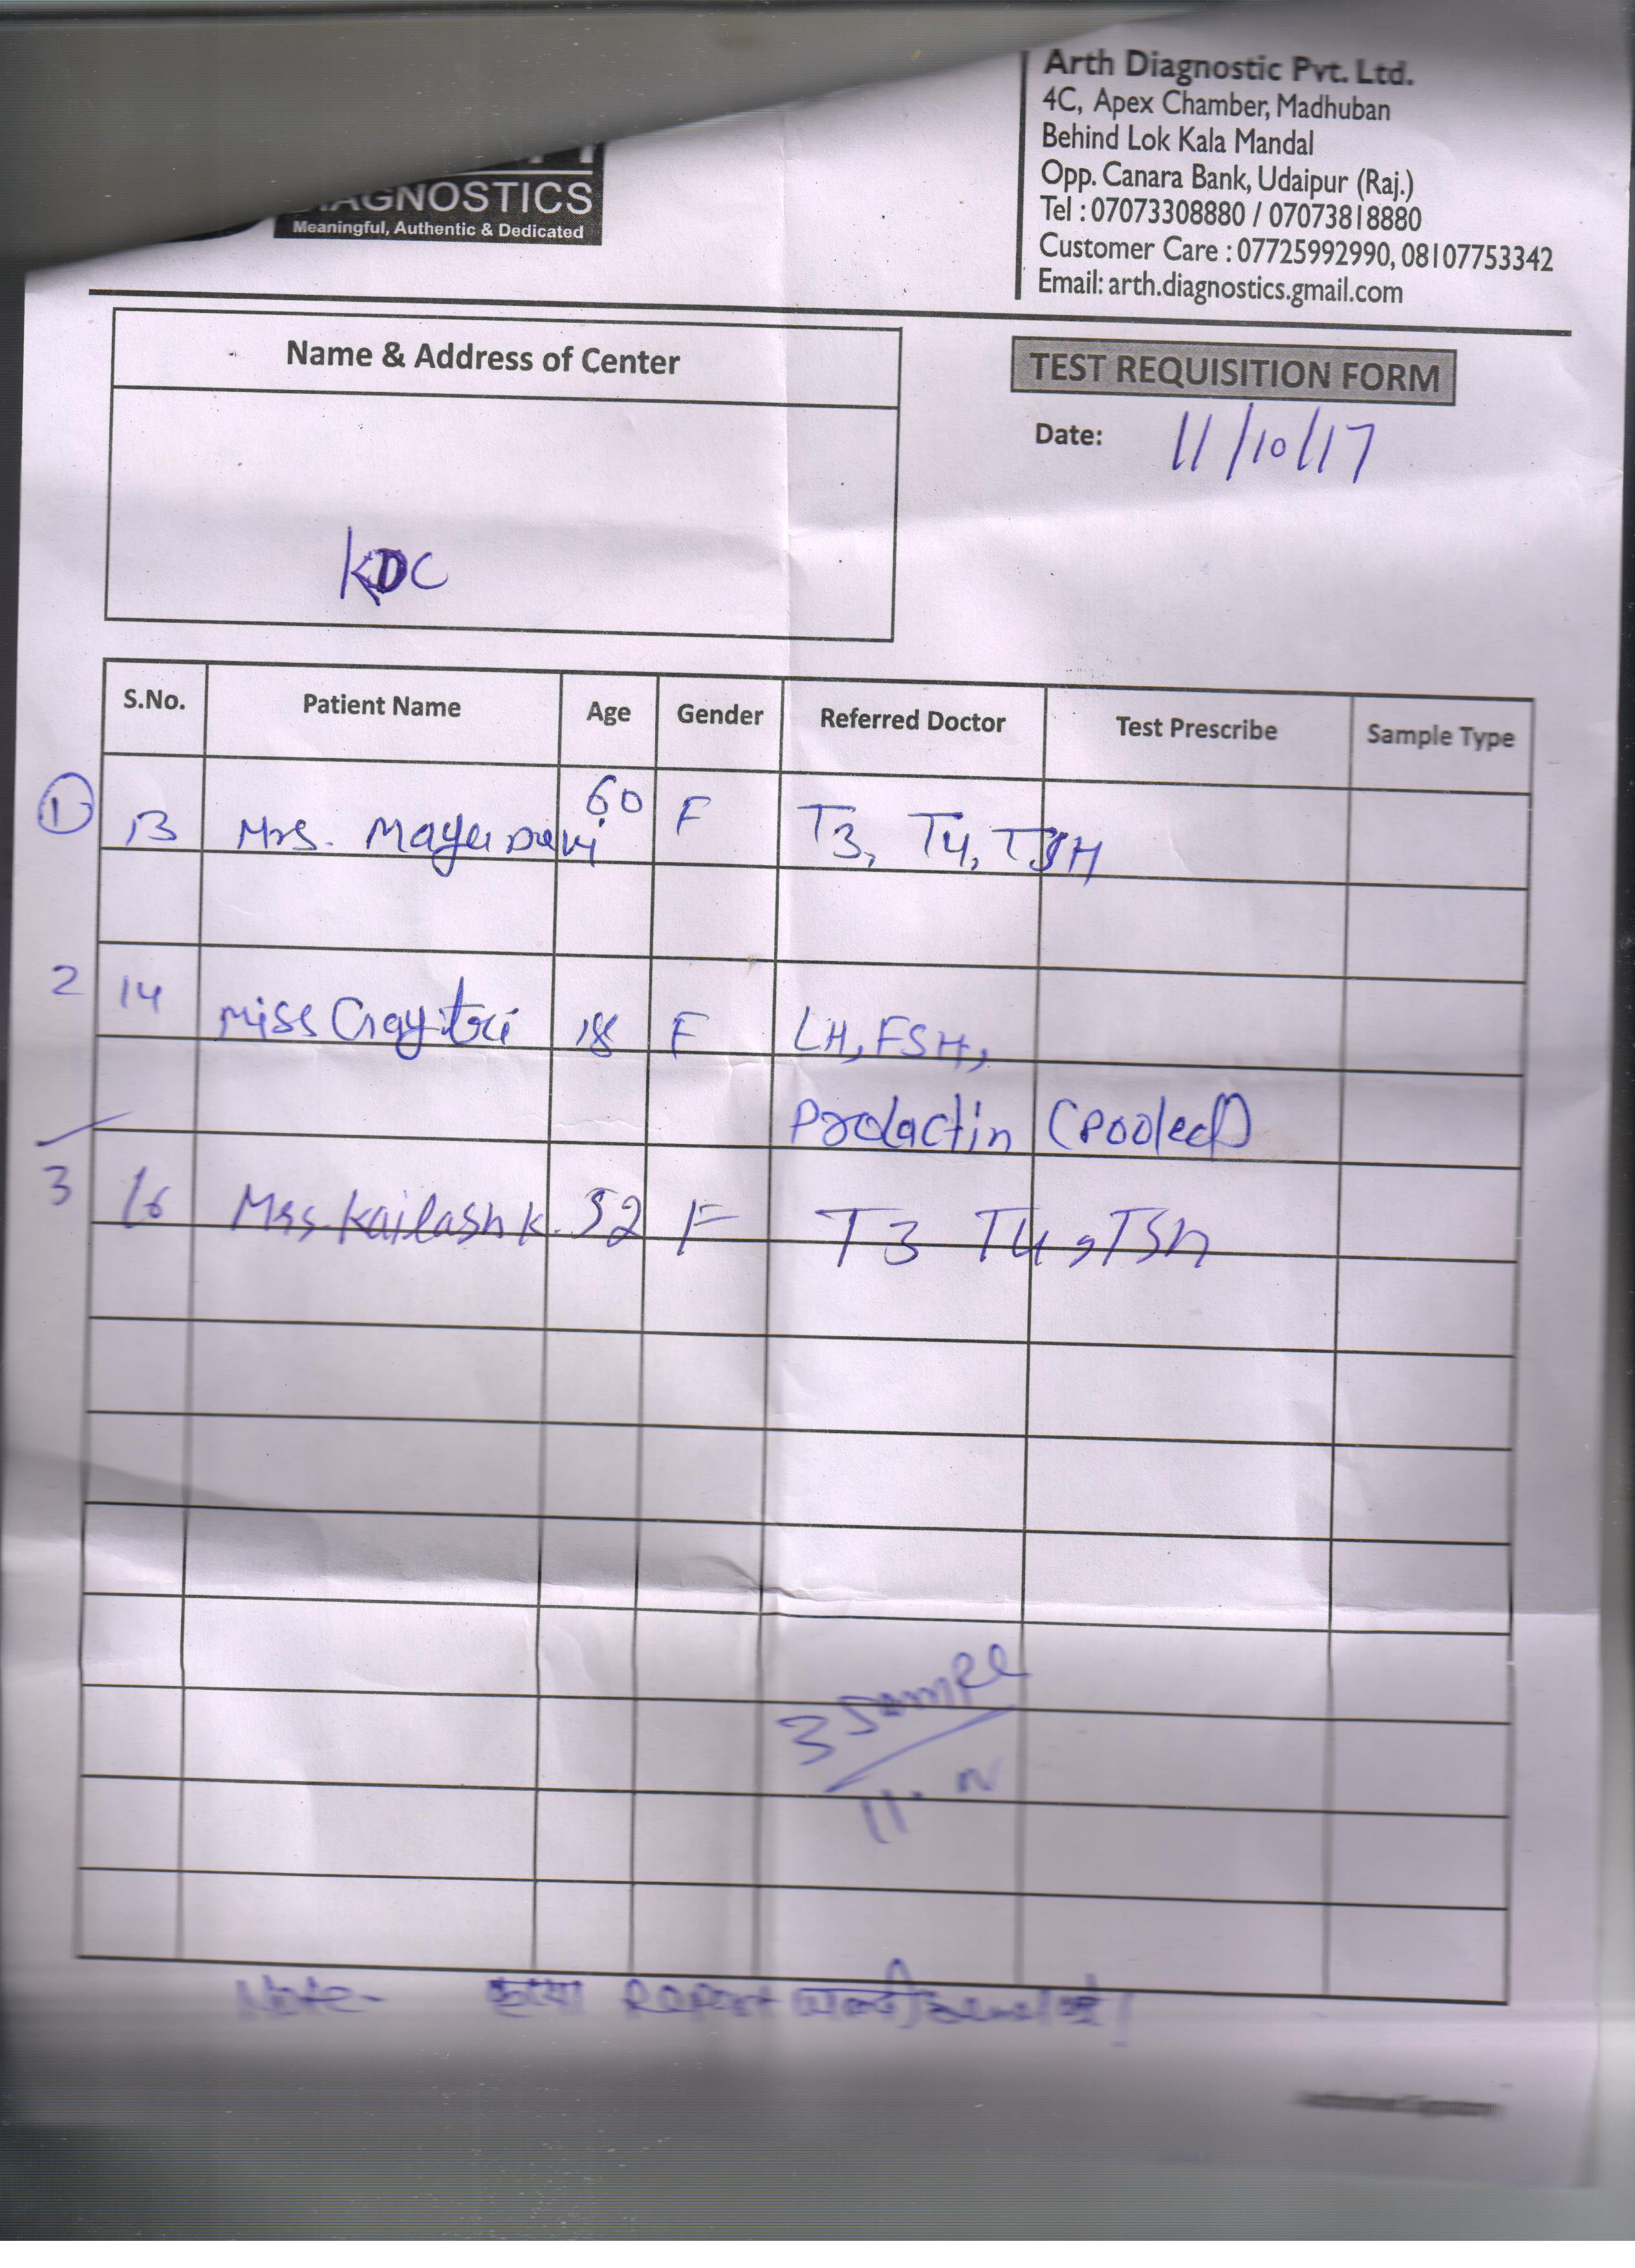 Arth Diagnostic Pvt. Ltd.
4C, Apex Chamber, Madhuban
Behind Lok Kala Mandal
Opp. Canara Bank, Udaipur (Raj.)
Tel : 07073308880 / 07073818880
Customer Care : 07725992990, 08107753342
Email: arth.diagnostics.gmail.com
DIAGNOSTICS
Meaningful, Authentic & Dedicated
Name & Address of Center
TEST REQUISITION FORM
Date: 11/10/17
KDC
S.No. Patient Name Age Gender Referred Doctor Test Prescribe Sample Type
1 13 Mrs. Maya Devi 60 F T3, T4, TSH
2 14 Miss Gaytri 18 F LH, FSH,
Prolactin (Pooled)
3 16 Mrs. Kailash K. 52 F T3 T4, TSH
3 Sample
Note- कृपया Report